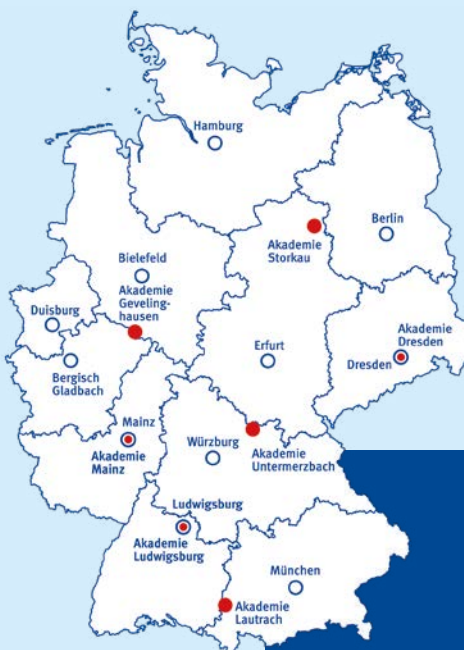 Hamburg
Berlin
Akademie
Storkau
Bielefeld
Akademie
Geveling-
hausen
Duisburg
Bergisch
Gladbach
Erfurt
Akademie
Dresden
Dresden
Mainz
Akademie
Mainz
Würzburg
Akademie
Untermerzbach
Ludwigsburg
Akademie
Ludwigsburg
München
Akademie
Lautrach